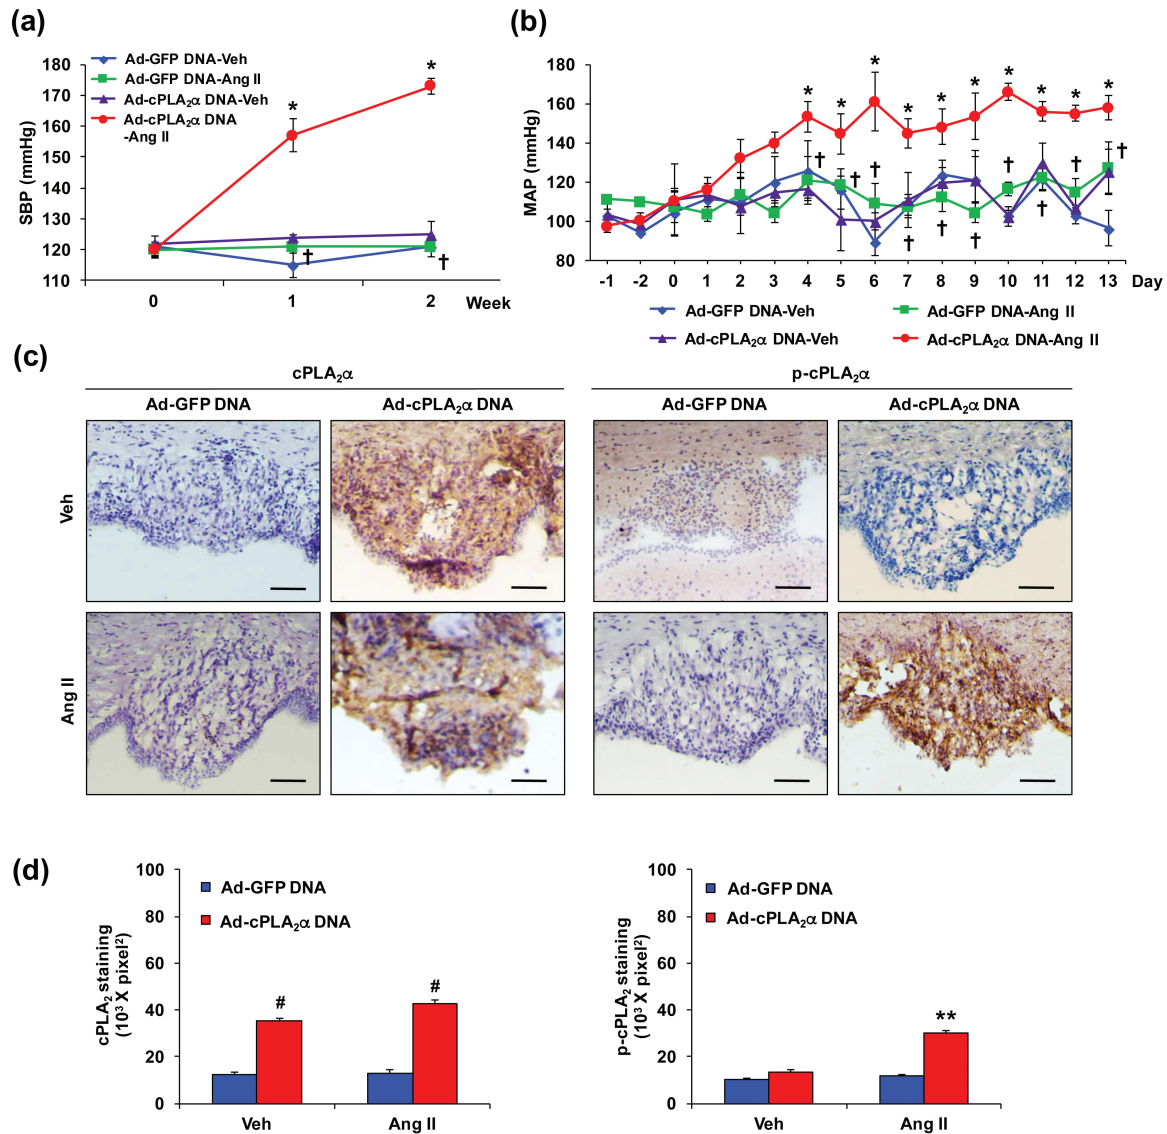 (a)
SBP (mmHg)
180
170
160
150
140
130
120
110
Ad-GFP DNA-Veh
Ad-GFP DNA-Ang II
Ad-cPLA₂α DNA-Veh
Ad-cPLA₂α DNA
-Ang II
*
*
†
†
0
1
2
Week
(b)
MAP (mmHg)
180
160
140
120
100
80
* * * * * * * * * *
† † † † † † † † † †
-1 -2 0 1 2 3 4 5 6 7 8 9 10 11 12 13 Day
Ad-GFP DNA-Veh
Ad-GFP DNA-Ang II
Ad-cPLA₂α DNA-Veh
Ad-cPLA₂α DNA-Ang II
(c)
cPLA₂α
p-cPLA₂α
Ad-GFP DNA
Ad-cPLA₂α DNA
Ad-GFP DNA
Ad-cPLA₂α DNA
Veh
Ang II
(d)
cPLA₂ staining
(10³ X pixel²)
100
80
60
40
20
0
Ad-GFP DNA
Ad-cPLA₂α DNA
#
#
Veh
Ang II
p-cPLA₂ staining
(10³ X pixel²)
100
80
60
40
20
0
Ad-GFP DNA
Ad-cPLA₂α DNA
**
Veh
Ang II